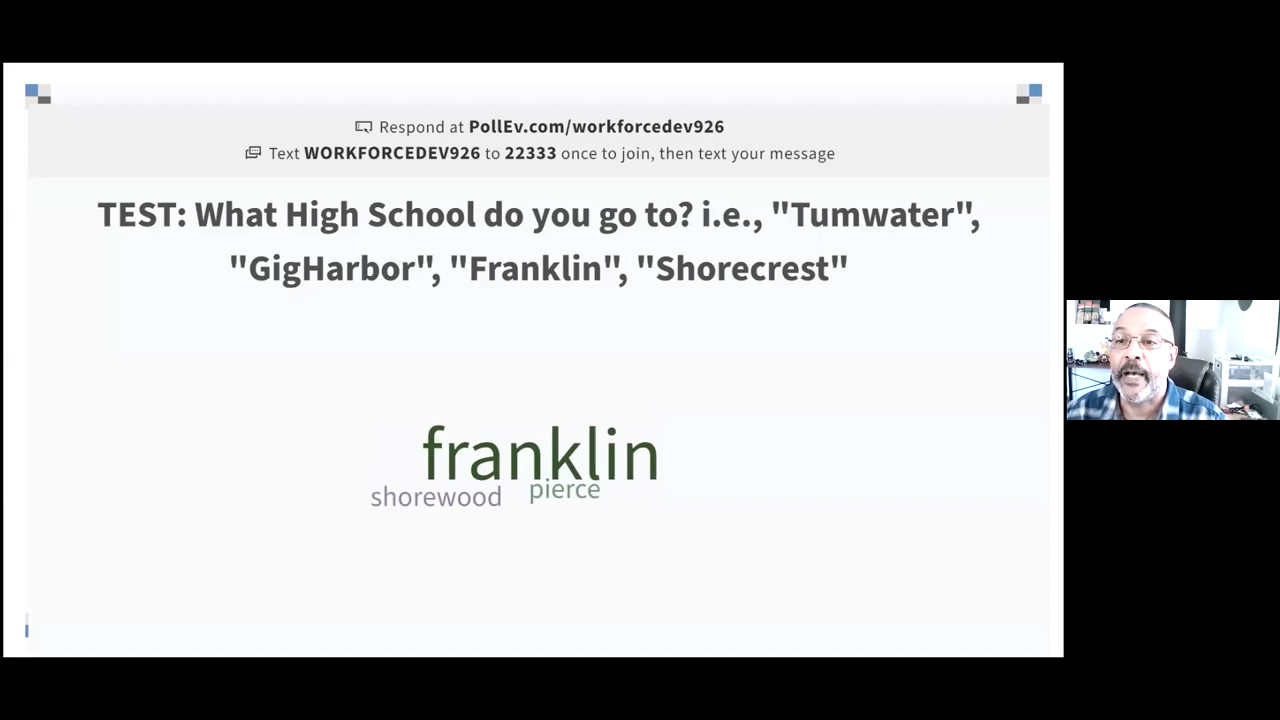 Respond at PollEv.com/workforcedev926
Text WORKFORCEDEV926 to 22333 once to join, then text your message
TEST: What High School do you go to? i.e., "Tumwater",
"GigHarbor", "Franklin", "Shorecrest"
franklin
shorewood
pierce